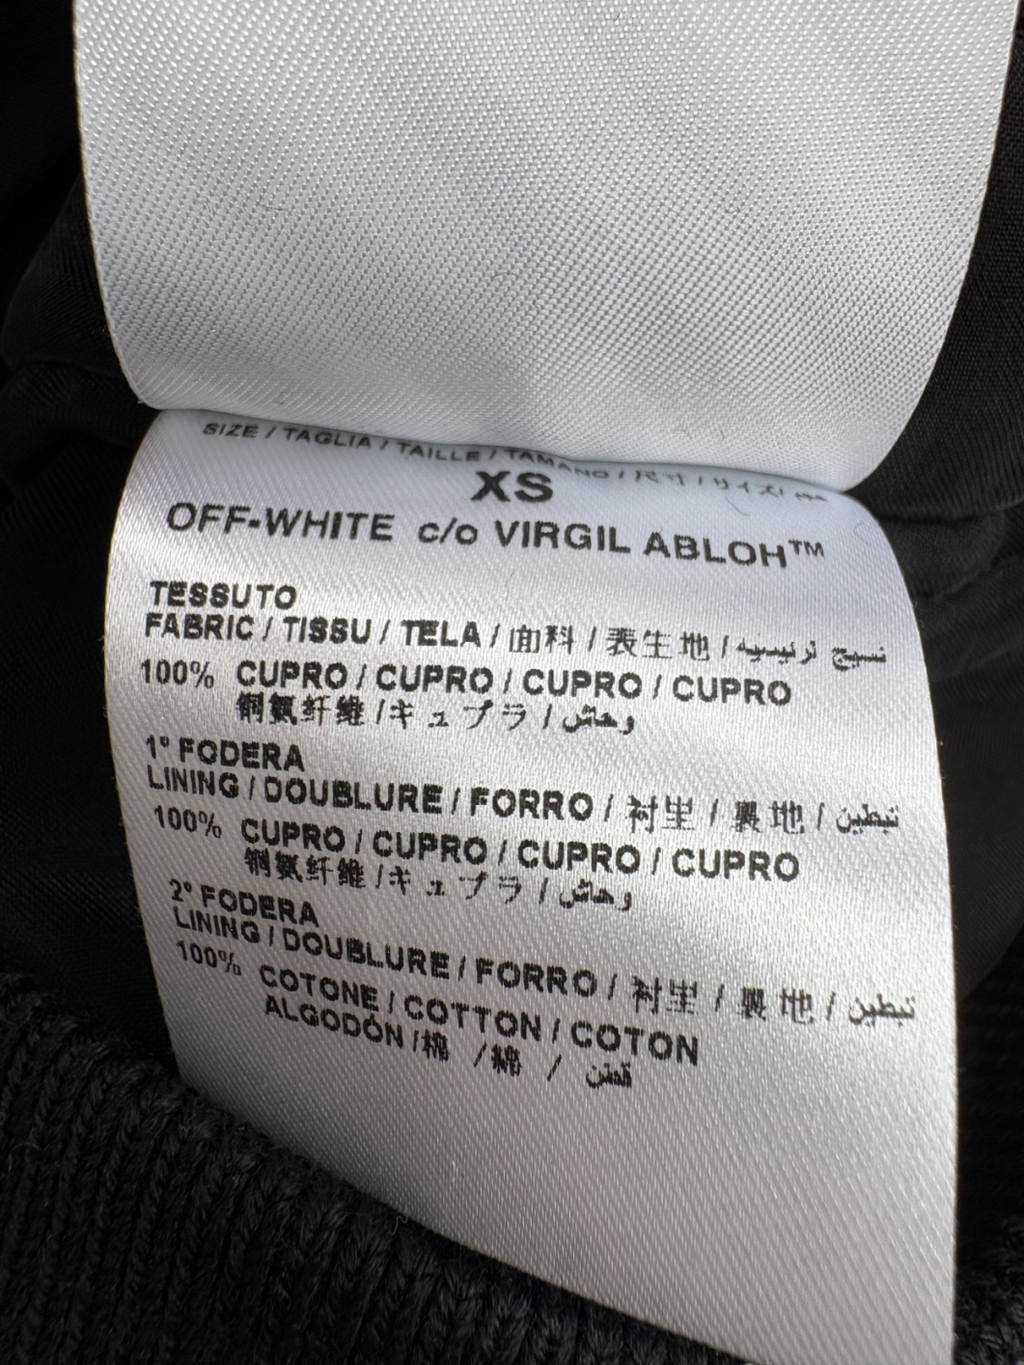 SIZE / TAGLIA / TAILLE / TAMANO / 尺寸 / サイズ /
XS
OFF-WHITE c/o VIRGIL ABLOH™
TESSUTO
FABRIC / TISSU / TELA / 面料 / 表生地 / نسيج رئيسيه
100% CUPRO / CUPRO / CUPRO / CUPRO
铜氨纤维 / キュプラ / وهاش
1° FODERA
LINING / DOUBLURE / FORRO / 衬里 / 裏地 / تبطين
100% CUPRO / CUPRO / CUPRO / CUPRO
铜氨纤维 / キュプラ / وهاش
2° FODERA
LINING / DOUBLURE / FORRO / 衬里 / 裏地 / تبطين
100% COTONE / COTTON / COTON
ALGODÓN / 棉 / 綿 / قطن